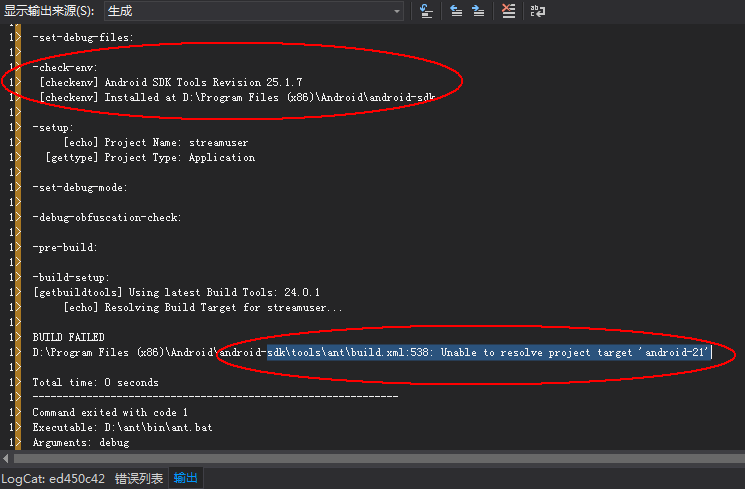 显示输出来源(S): 生成
1>
1> -set-debug-files:
1>
1> -check-env:
1> [checkenv] Android SDK Tools Revision 25.1.7
1> [checkenv] Installed at D:\Program Files (x86)\Android\android-sdk
1>
1> -setup:
1> [echo] Project Name: streamuser
1> [gettype] Project Type: Application
1>
1> -set-debug-mode:
1>
1> -debug-obfuscation-check:
1>
1> -pre-build:
1>
1> -build-setup:
1> [getbuildtools] Using latest Build Tools: 24.0.1
1> [echo] Resolving Build Target for streamuser...
1>
1> BUILD FAILED
1> D:\Program Files (x86)\Android\android-sdk\tools\ant\build.xml:538: Unable to resolve project target 'android-21'
1>
1> Total time: 0 seconds
1> --------------------------------------------------------------
1> Command exited with code 1
1> Executable: D:\ant\bin\ant.bat
1> Arguments: debug
LogCat: ed450c42 错误列表 输出